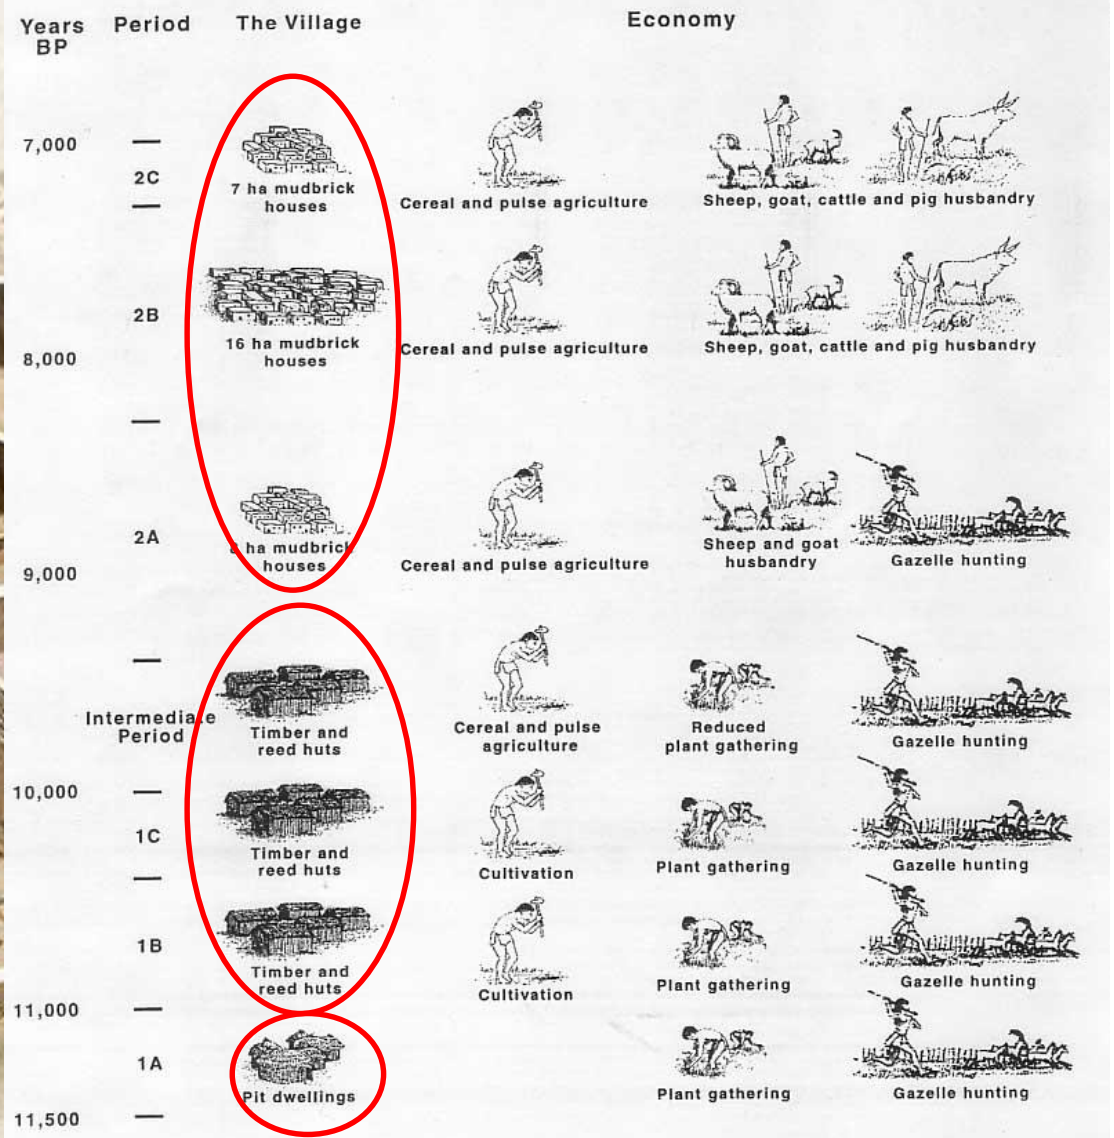 Years BP Period The Village Economy
7,000
2C
7 ha mudbrick
houses
Cereal and pulse agriculture
Sheep, goat, cattle and pig husbandry
2B
16 ha mudbrick
houses
Cereal and pulse agriculture
Sheep, goat, cattle and pig husbandry
8,000
2A
ha mudbrick
houses
Cereal and pulse agriculture
Sheep and goat
husbandry
Gazelle hunting
9,000
Intermediate
Period
Timber and
reed huts
Cereal and pulse
agriculture
Reduced
plant gathering
Gazelle hunting
10,000
1C
Timber and
reed huts
Cultivation
Plant gathering
Gazelle hunting
1B
Timber and
reed huts
Cultivation
Plant gathering
Gazelle hunting
11,000
1A
Pit dwellings
Plant gathering
Gazelle hunting
11,500